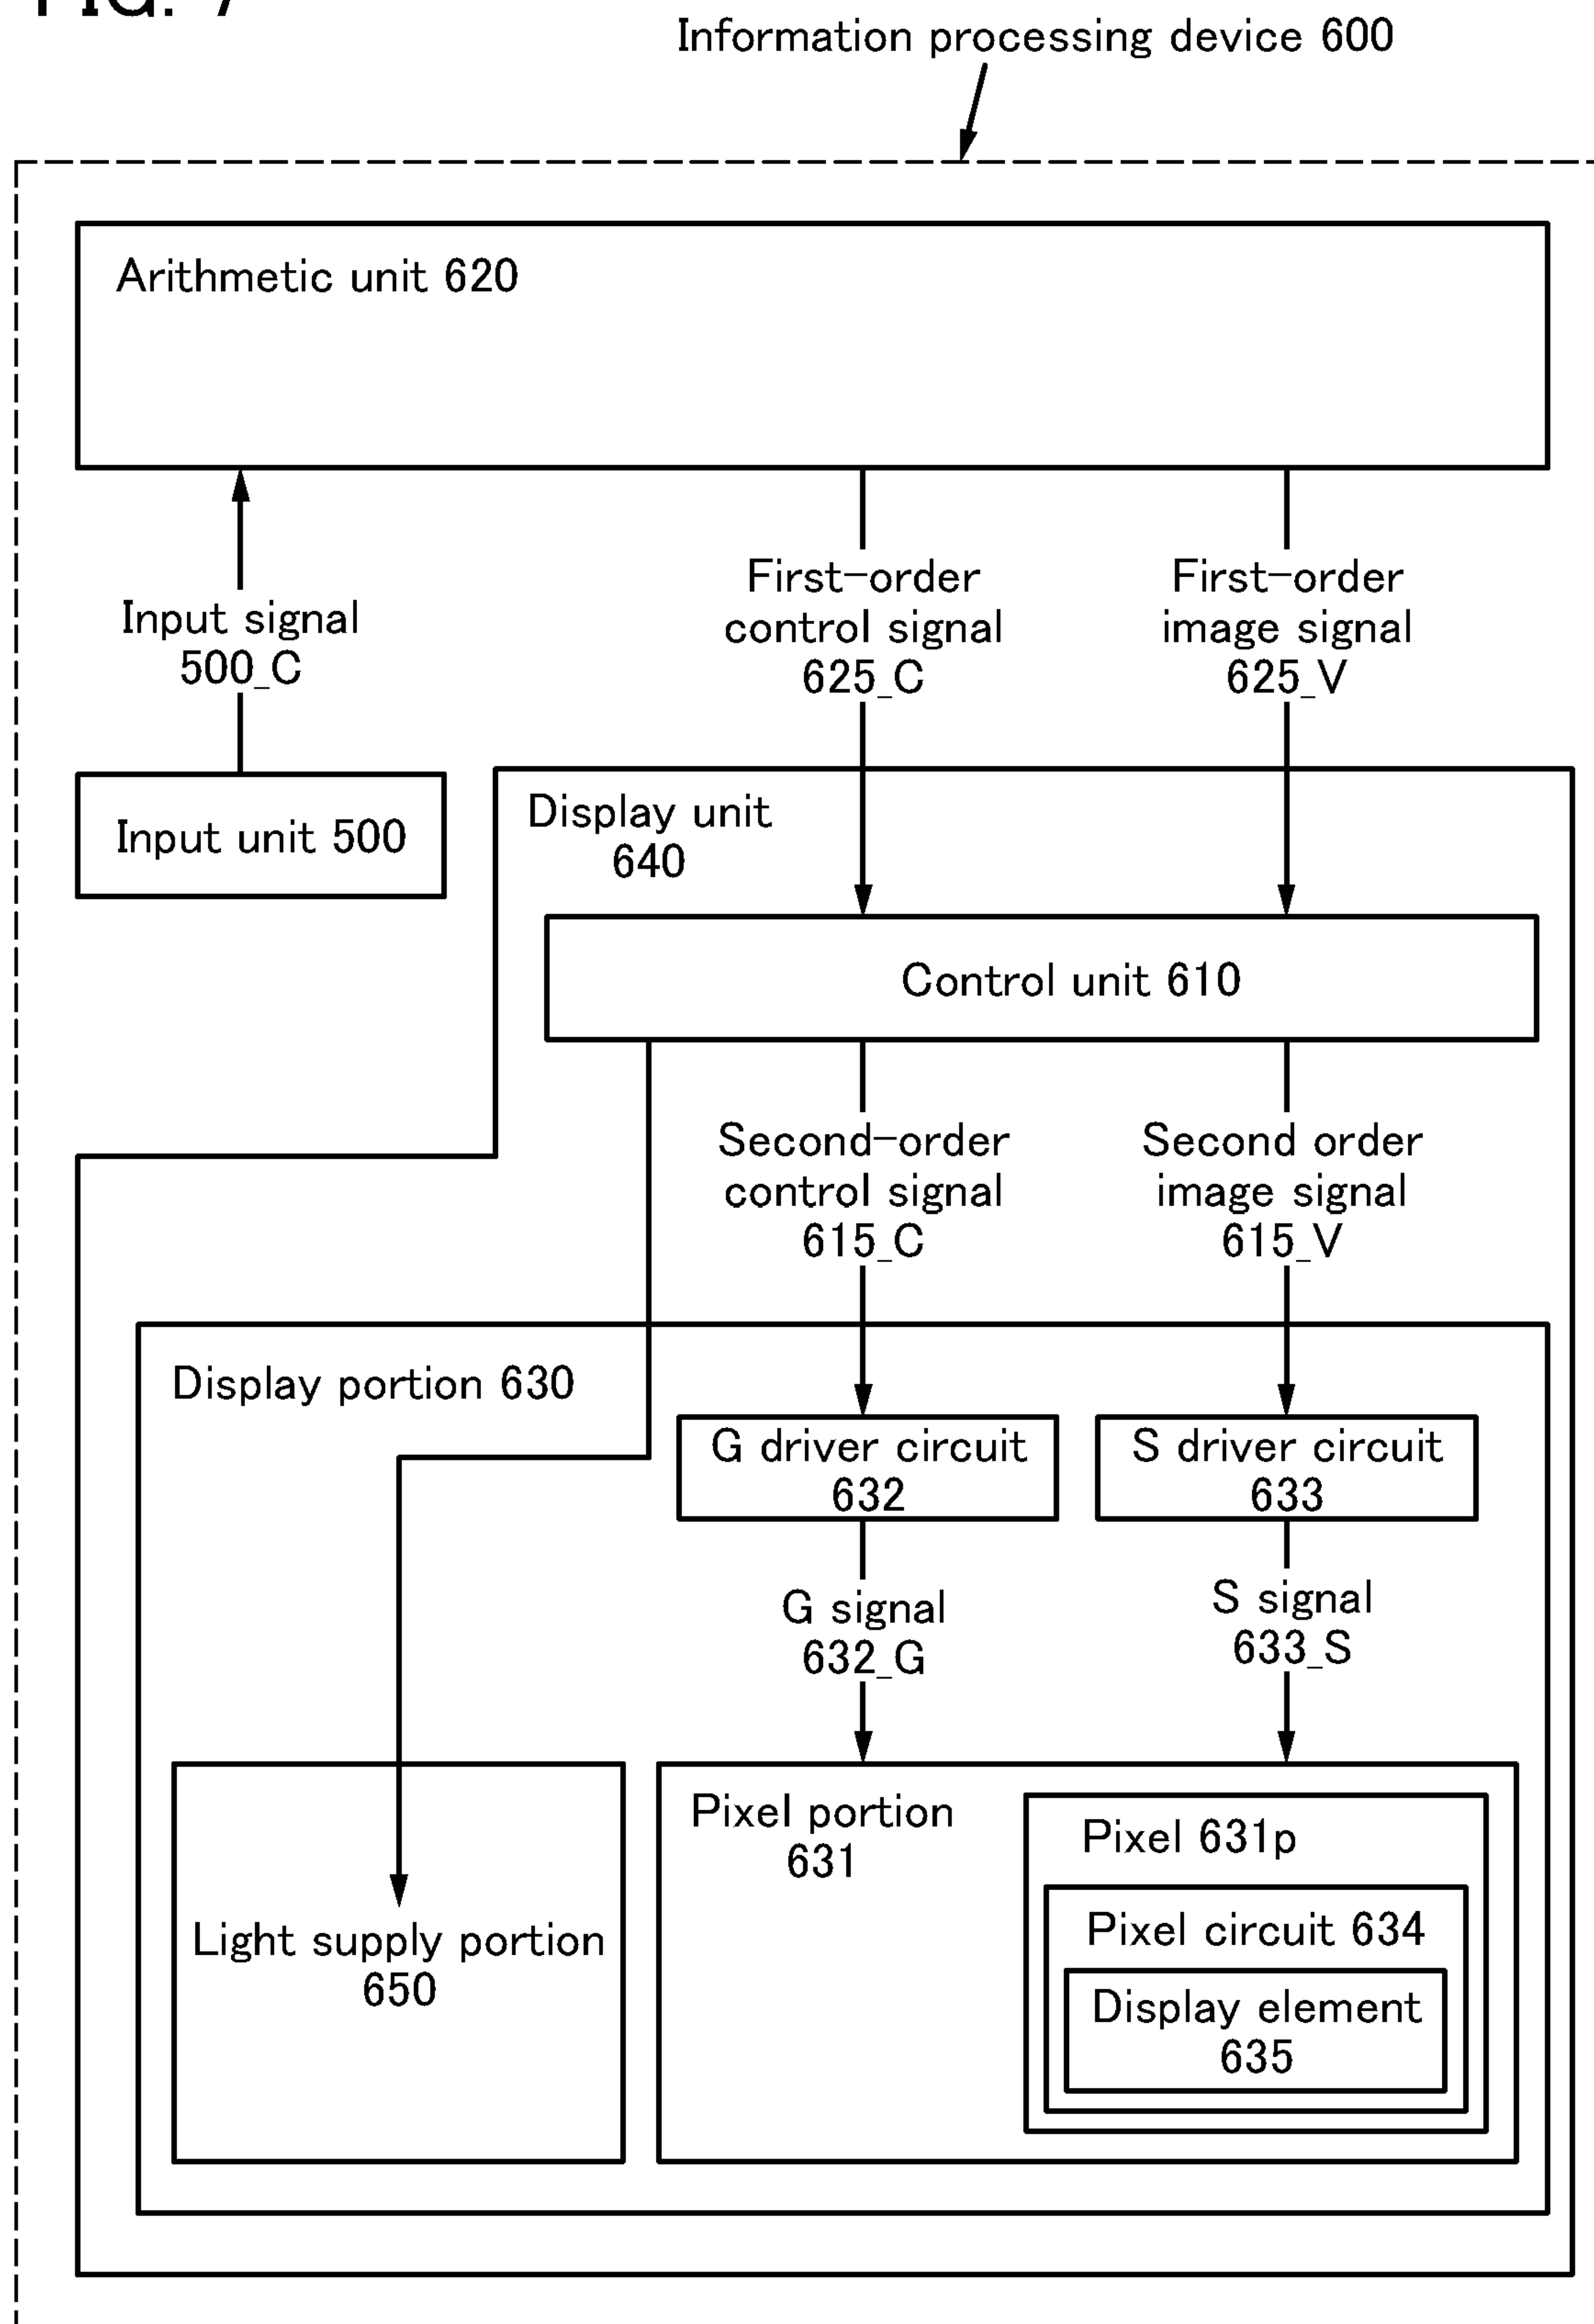 FIG. 7
Information processing device 600
Arithmetic unit 620
Input signal
500_C
First-order
control signal
625_C
First-order
image signal
625_V
Input unit 500
Display unit
640
Control unit 610
Second-order
control signal
615_C
Second order
image signal
615_V
Display portion 630
G driver circuit
632
S driver circuit
633
G signal
632_G
S signal
633_S
Light supply portion
650
Pixel portion
631
Pixel 631p
Pixel circuit 634
Display element
635